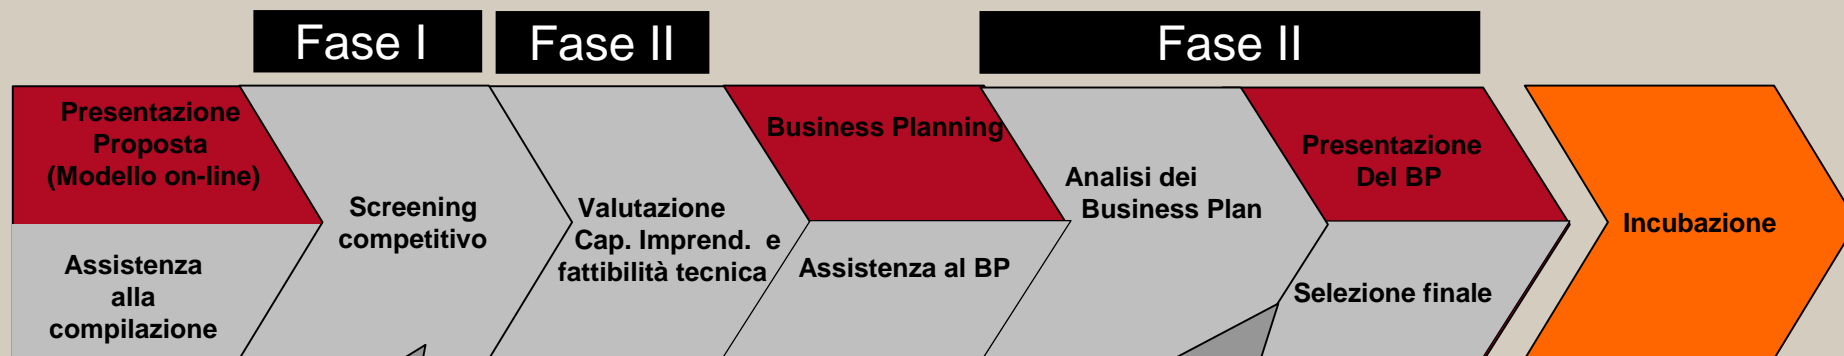 Fase I
Fase II
Fase II
Presentazione
Proposta
(Modello on-line)
Assistenza
alla
compilazione
Screening
competitivo
Valutazione
Cap. Imprend. e
fattibilità tecnica
Business Planning
Assistenza al BP
Analisi dei
Business Plan
Presentazione
Del BP
Selezione finale
Incubazione